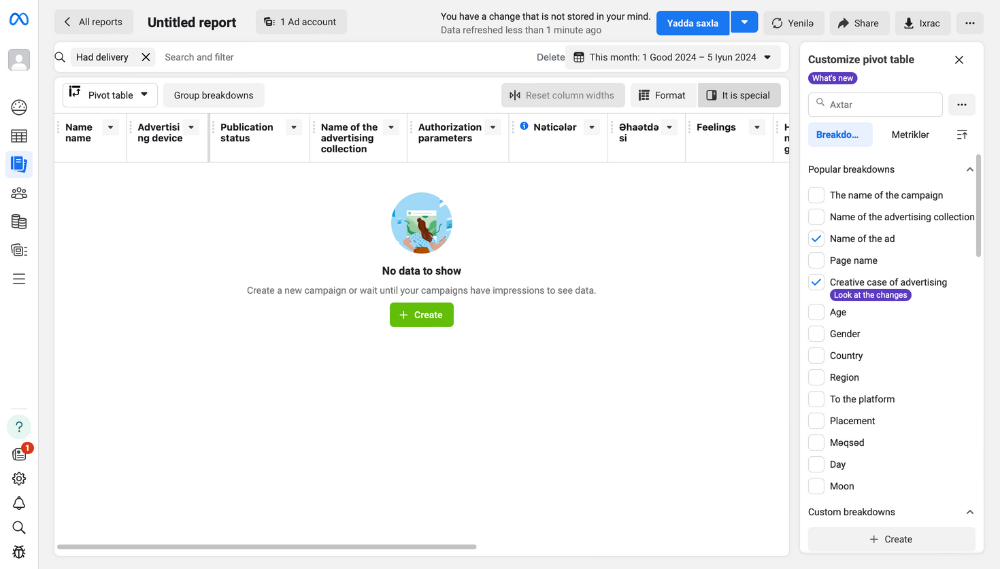 All reports
Untitled report
1 Ad account
You have a change that is not stored in your mind.
Data refreshed less than 1 minute ago
Yadda saxla
Yenilə
Share
Ixrac
Had delivery
Search and filter
Delete
This month: 1 Good 2024 – 5 Iyun 2024
Pivot table
Group breakdowns
Reset column widths
Format
It is special
Name
name
Advertisi
ng device
Publication
status
Name of the
advertising
collection
Authorization
parameters
Nəticələr
Əhaətdə
si
Feelings
H
n
g
No data to show
Create a new campaign or wait until your campaigns have impressions to see data.
Create
Customize pivot table
What's new
Axtar
Breakdo...
Metriklər
Popular breakdowns
The name of the campaign
Name of the advertising collection
Name of the ad
Page name
Creative case of advertising
Look at the changes
Age
Gender
Country
Region
To the platform
Placement
Məqsəd
Day
Moon
Custom breakdowns
Create
?
1